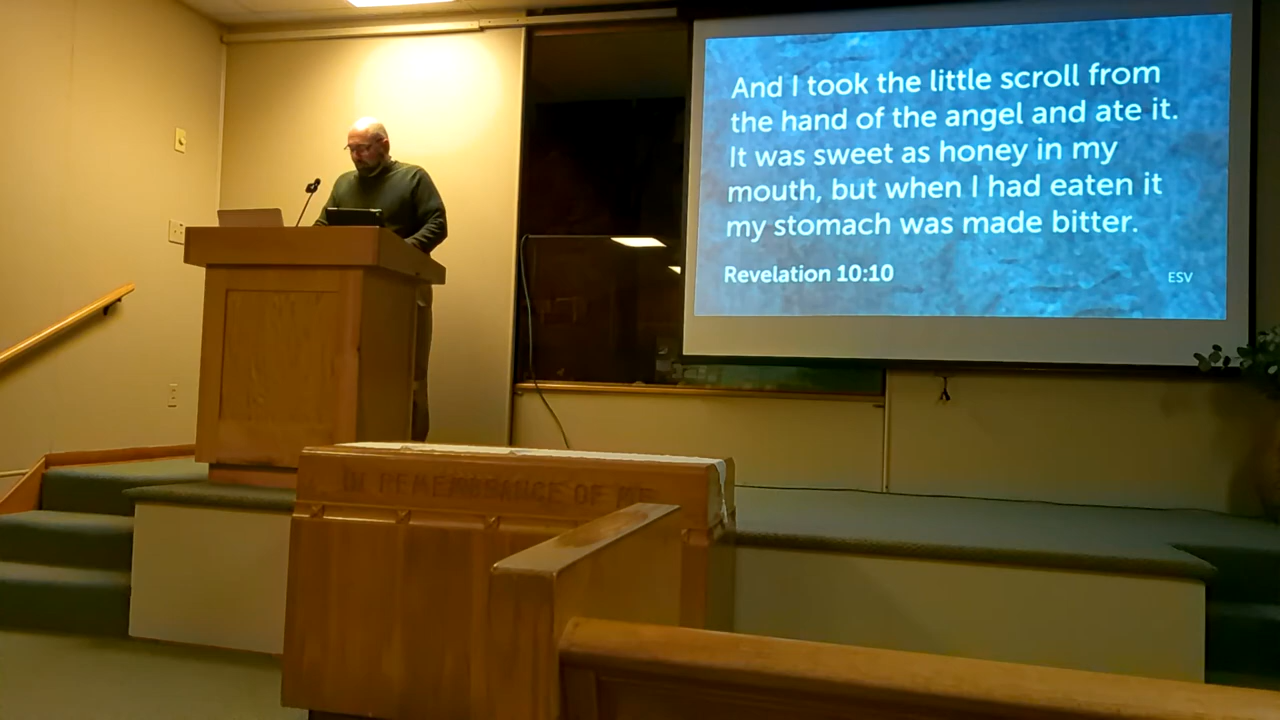 And I took the little scroll from
the hand of the angel and ate it.
It was sweet as honey in my
mouth, but when I had eaten it
my stomach was made bitter.
Revelation 10:10
ESV
IN REMEMBRANCE OF ME